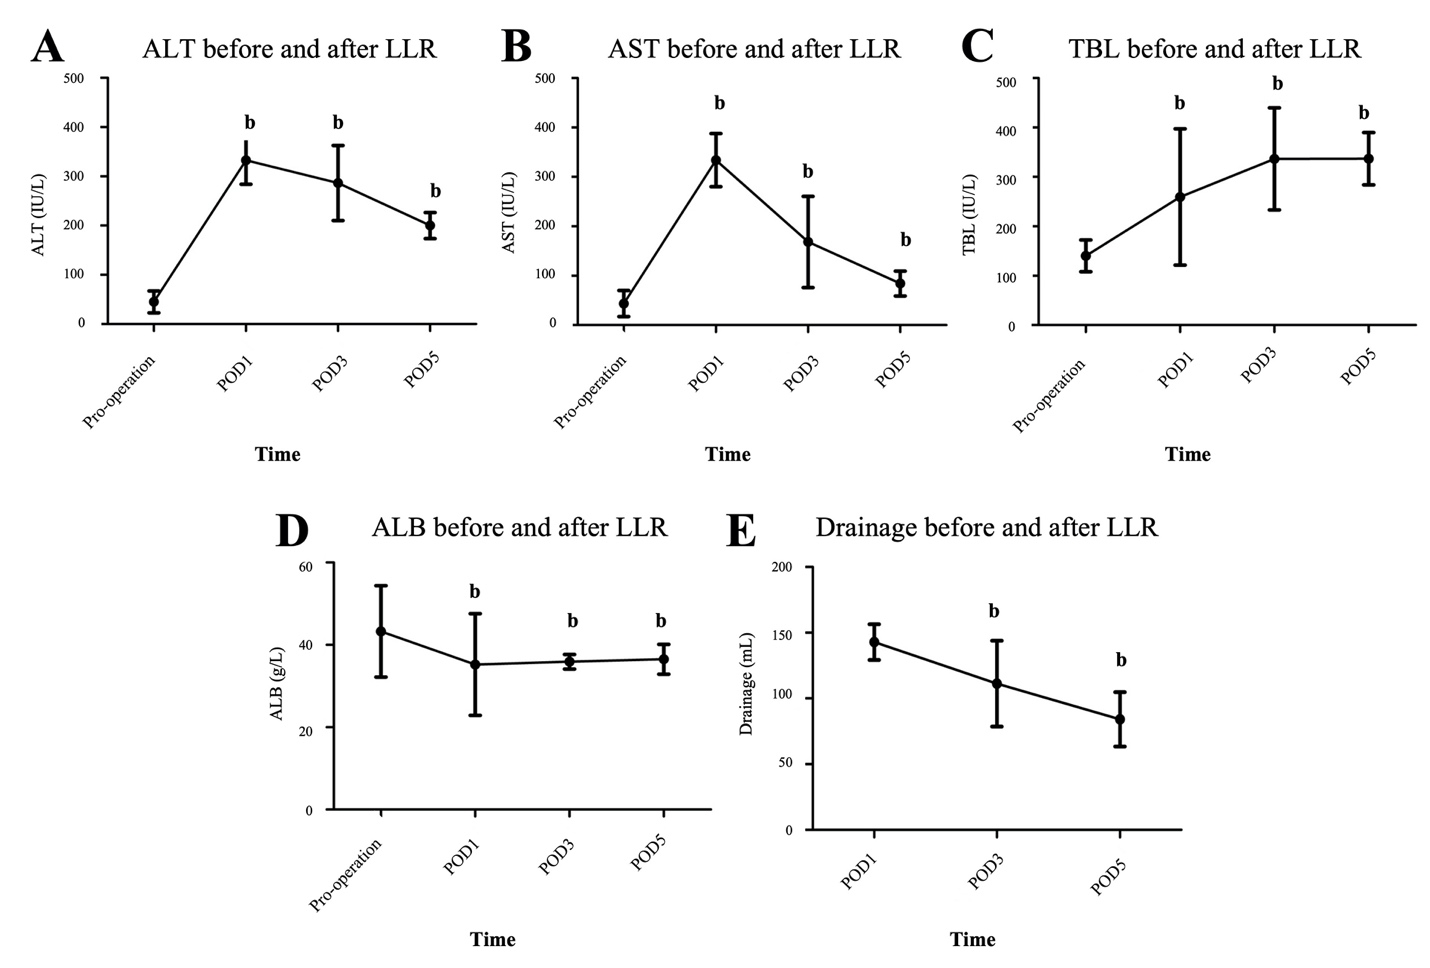 A ALT before and after LLR
500
400
300
200
100
0
ALT (IU/L)
b
b
b
Pro-operation
POD1
POD3
POD5
Time
B AST before and after LLR
500
400
300
200
100
0
AST (IU/L)
b
b
b
Pro-operation
POD1
POD3
POD5
Time
C TBL before and after LLR
500
400
300
200
100
0
TBL (IU/L)
b
b
b
Pro-operation
POD1
POD3
POD5
Time
D ALB before and after LLR
60
40
20
0
ALB (g/L)
b
b
b
Pro-operation
POD1
POD3
POD5
Time
E Drainage before and after LLR
200
150
100
50
0
Drainage (mL)
b
b
POD1
POD3
POD5
Time